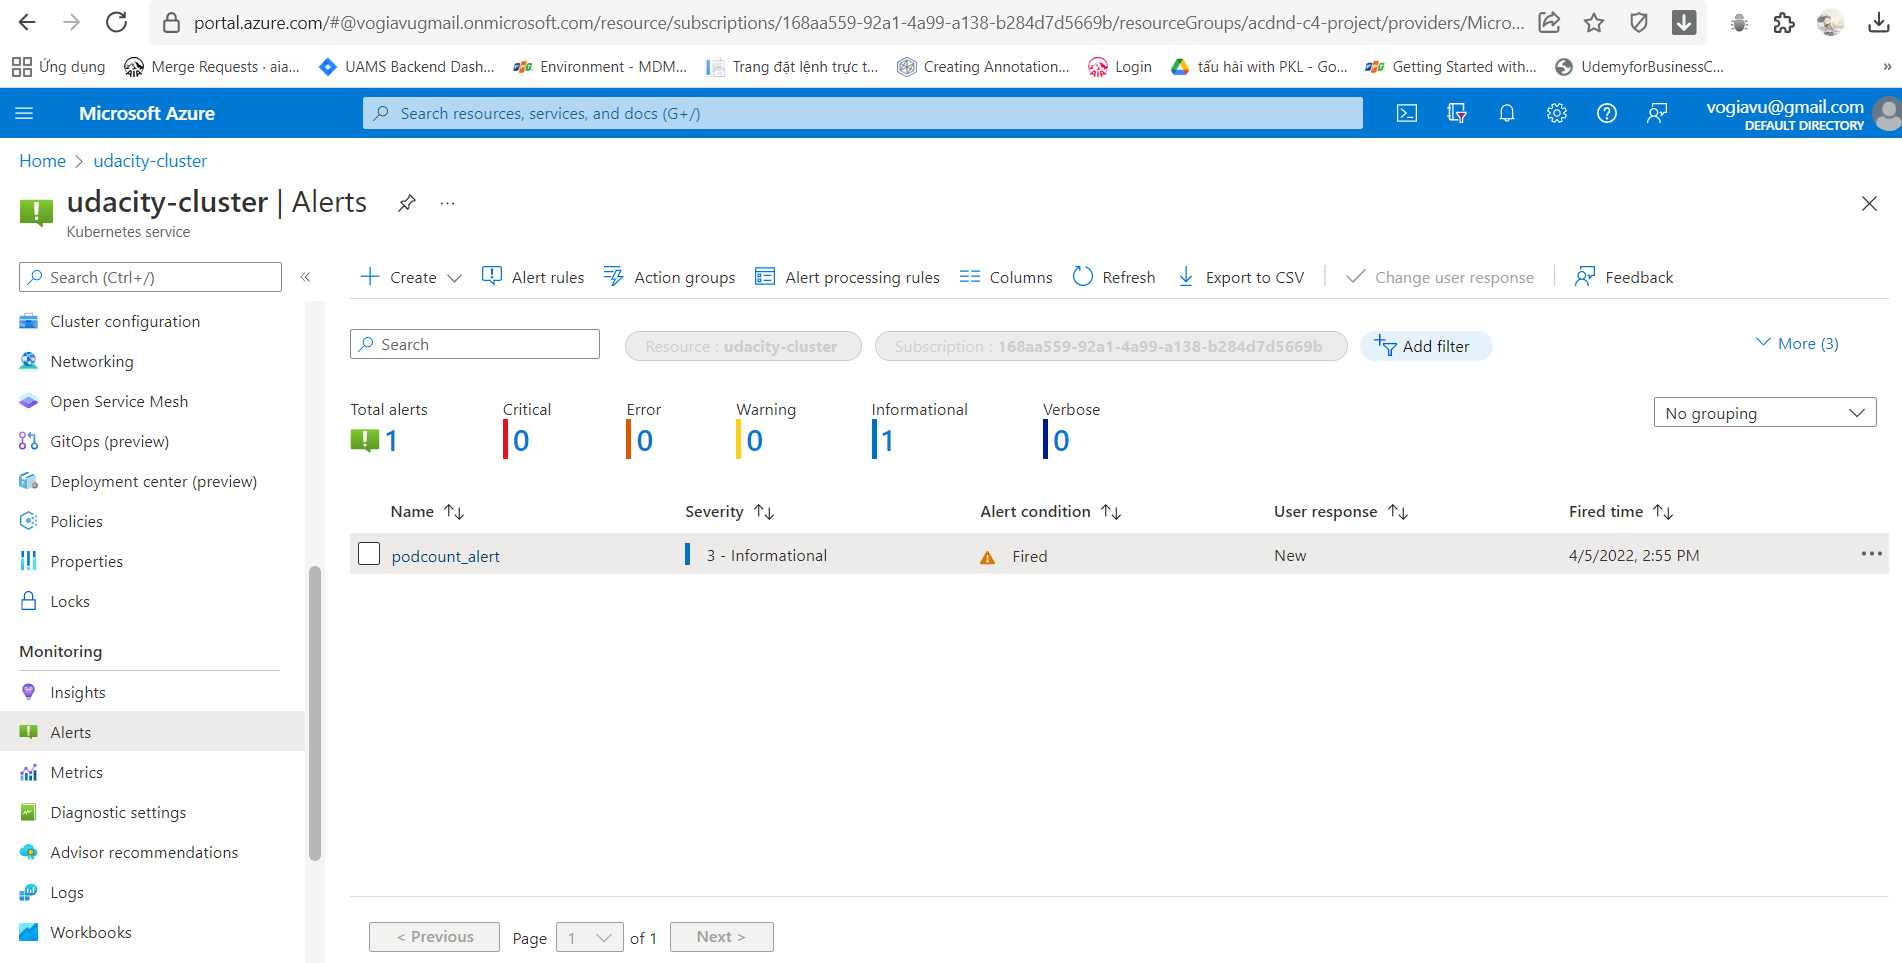 portal.azure.com/#@vogiavugmail.onmicrosoft.com/resource/subscriptions/168aa559-92a1-4a99-a138-b284d7d5669b/resourceGroups/acdnd-c4-project/providers/Micro...
Ứng dụng Merge Requests · aia... UAMS Backend Dash... Environment - MDM... Trang đặt lệnh trực t... Creating Annotation... Login tấu hài với PKL - Go... Getting Started with... UdemyforBusinessC... »
Microsoft Azure
Search resources, services, and docs (G+/)
vogiavu@gmail.com
DEFAULT DIRECTORY
Home > udacity-cluster
udacity-cluster | Alerts ...
Kubernetes service
Search (Ctrl+/) «
Cluster configuration
Networking
Open Service Mesh
GitOps (preview)
Deployment center (preview)
Policies
Properties
Locks
Monitoring
Insights
Alerts
Metrics
Diagnostic settings
Advisor recommendations
Logs
Workbooks
Create Alert rules Action groups Alert processing rules Columns Refresh Export to CSV Change user response Feedback
Search Resource : udacity-cluster Subscription : 168aa559-92a1-4a99-a138-b284d7d5669b Add filter More (3)
Total alerts Critical Error Warning Informational Verbose
1 0 0 0 1 0
No grouping
Name Severity Alert condition User response Fired time
podcount_alert 3 - Informational Fired New 4/5/2022, 2:55 PM ...
< Previous Page 1 of 1 Next >